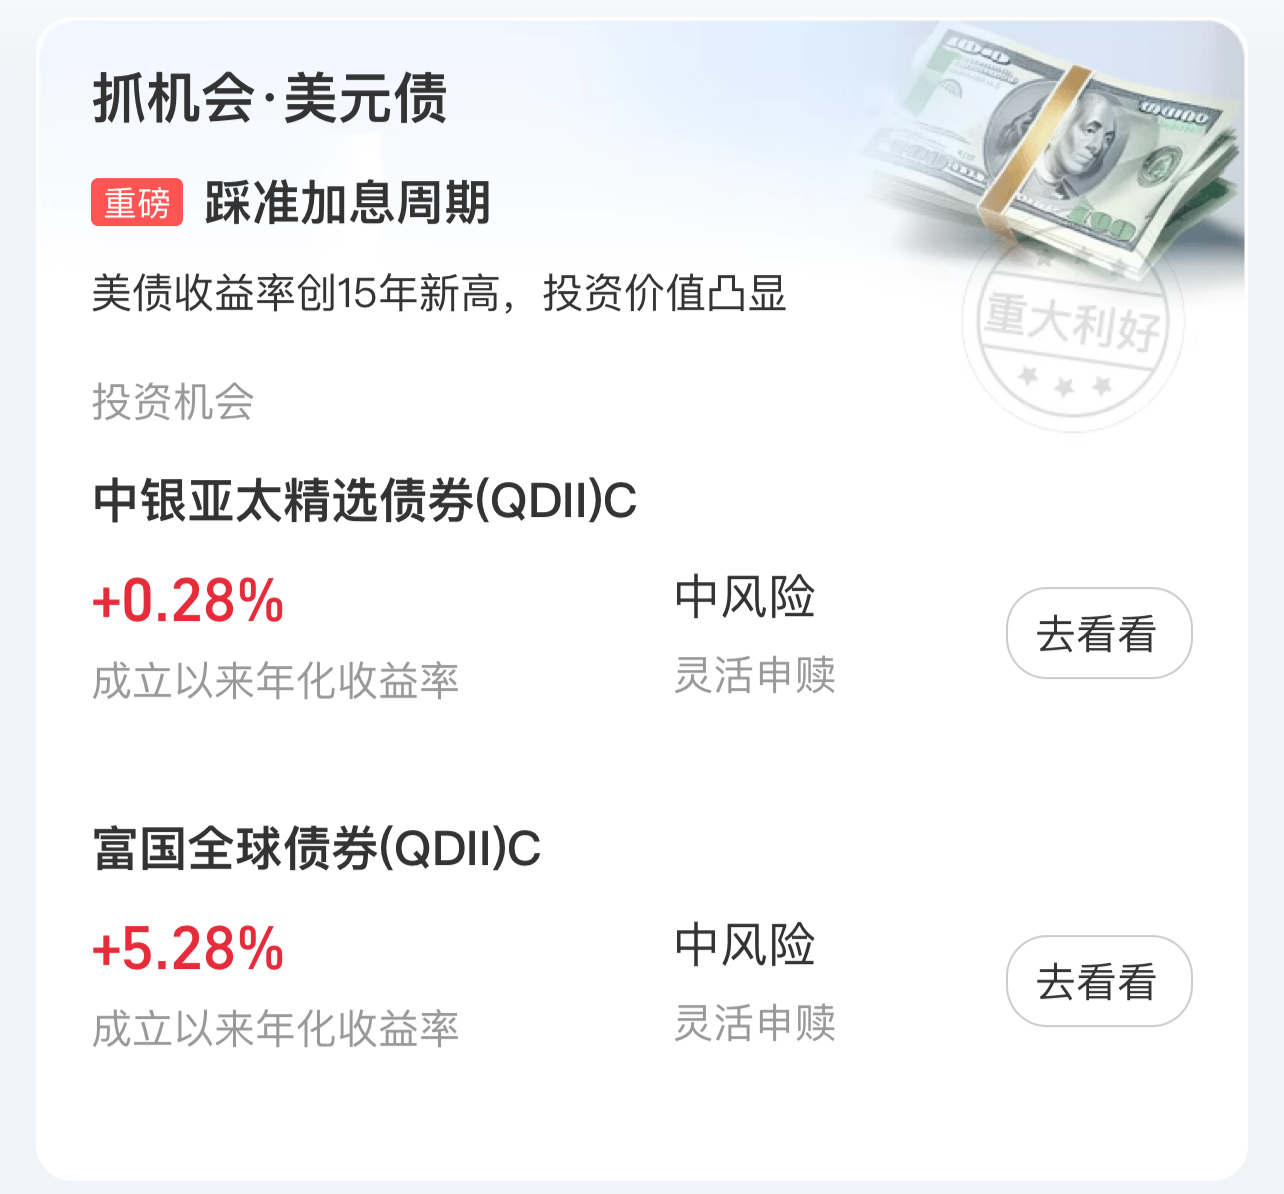 抓机会·美元债
重磅 踩准加息周期
美债收益率创15年新高，投资价值凸显
重大利好
投资机会
中银亚太精选债券(QDII)C
+0.28% 中风险
去看看
成立以来年化收益率 灵活申赎
富国全球债券(QDII)C
+5.28% 中风险
去看看
成立以来年化收益率 灵活申赎